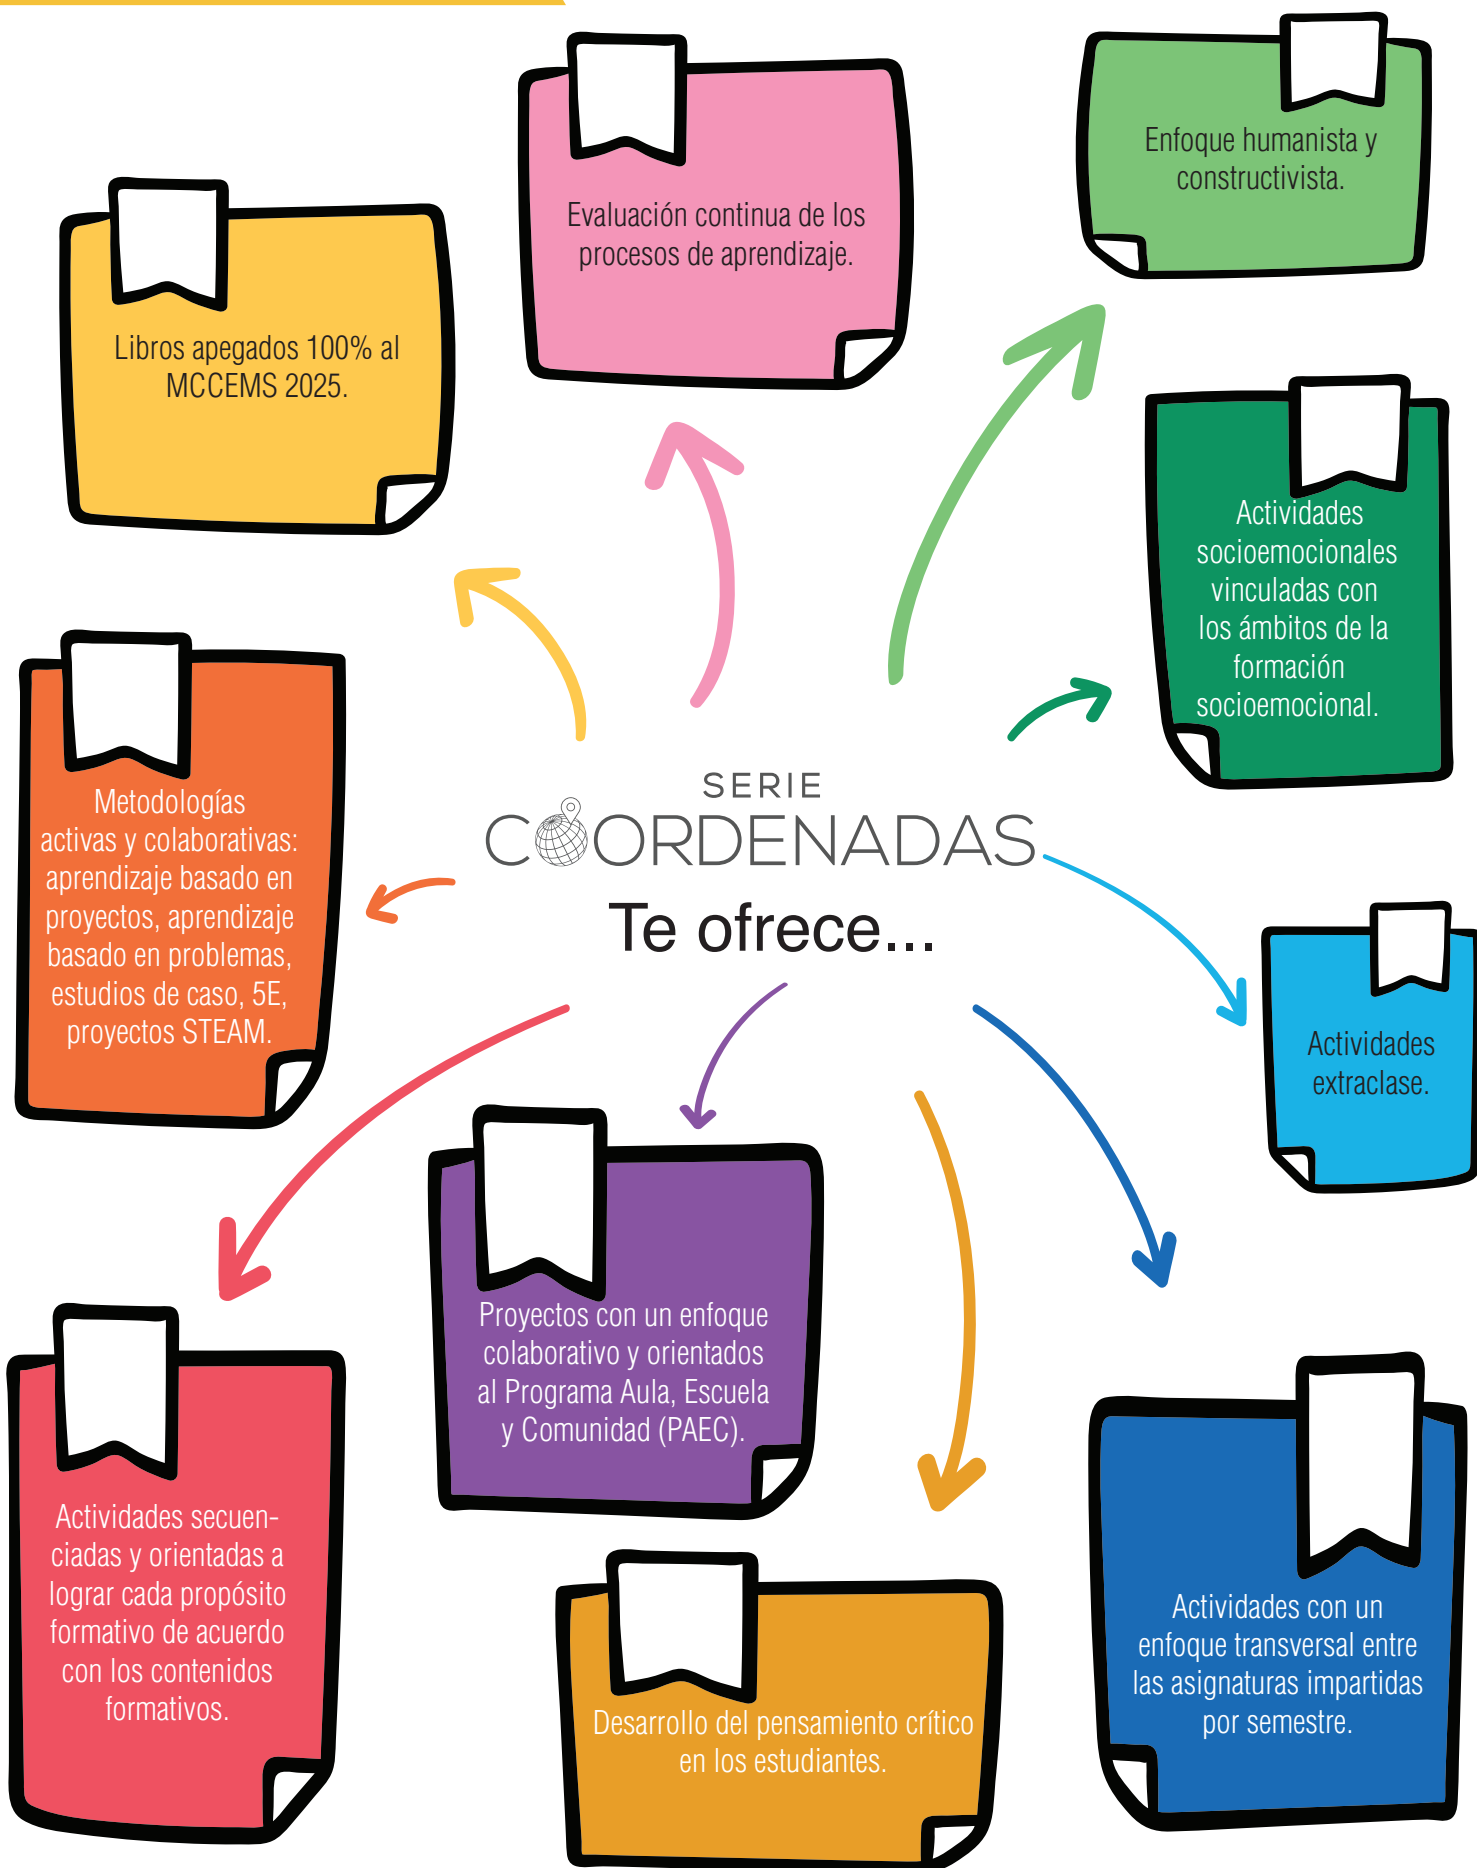 Enfoque humanista y
constructivista.
Evaluación continua de los
procesos de aprendizaje.
Libros apegados 100% al
MCCEMS 2025.
Actividades
socioemocionales
vinculadas con
los ámbitos de la
formación
socioemocional.
SERIE
COORDENADAS
Te ofrece...
Metodologías
activas y colaborativas:
aprendizaje basado en
proyectos, aprendizaje
basado en problemas,
estudios de caso, 5E,
proyectos STEAM.
Actividades
extraclase.
Proyectos con un enfoque
colaborativo y orientados
al Programa Aula, Escuela
y Comunidad (PAEC).
Actividades secuen-
ciadas y orientadas a
lograr cada propósito
formativo de acuerdo
con los contenidos
formativos.
Desarrollo del pensamiento crítico
en los estudiantes.
Actividades con un
enfoque transversal entre
las asignaturas impartidas
por semestre.